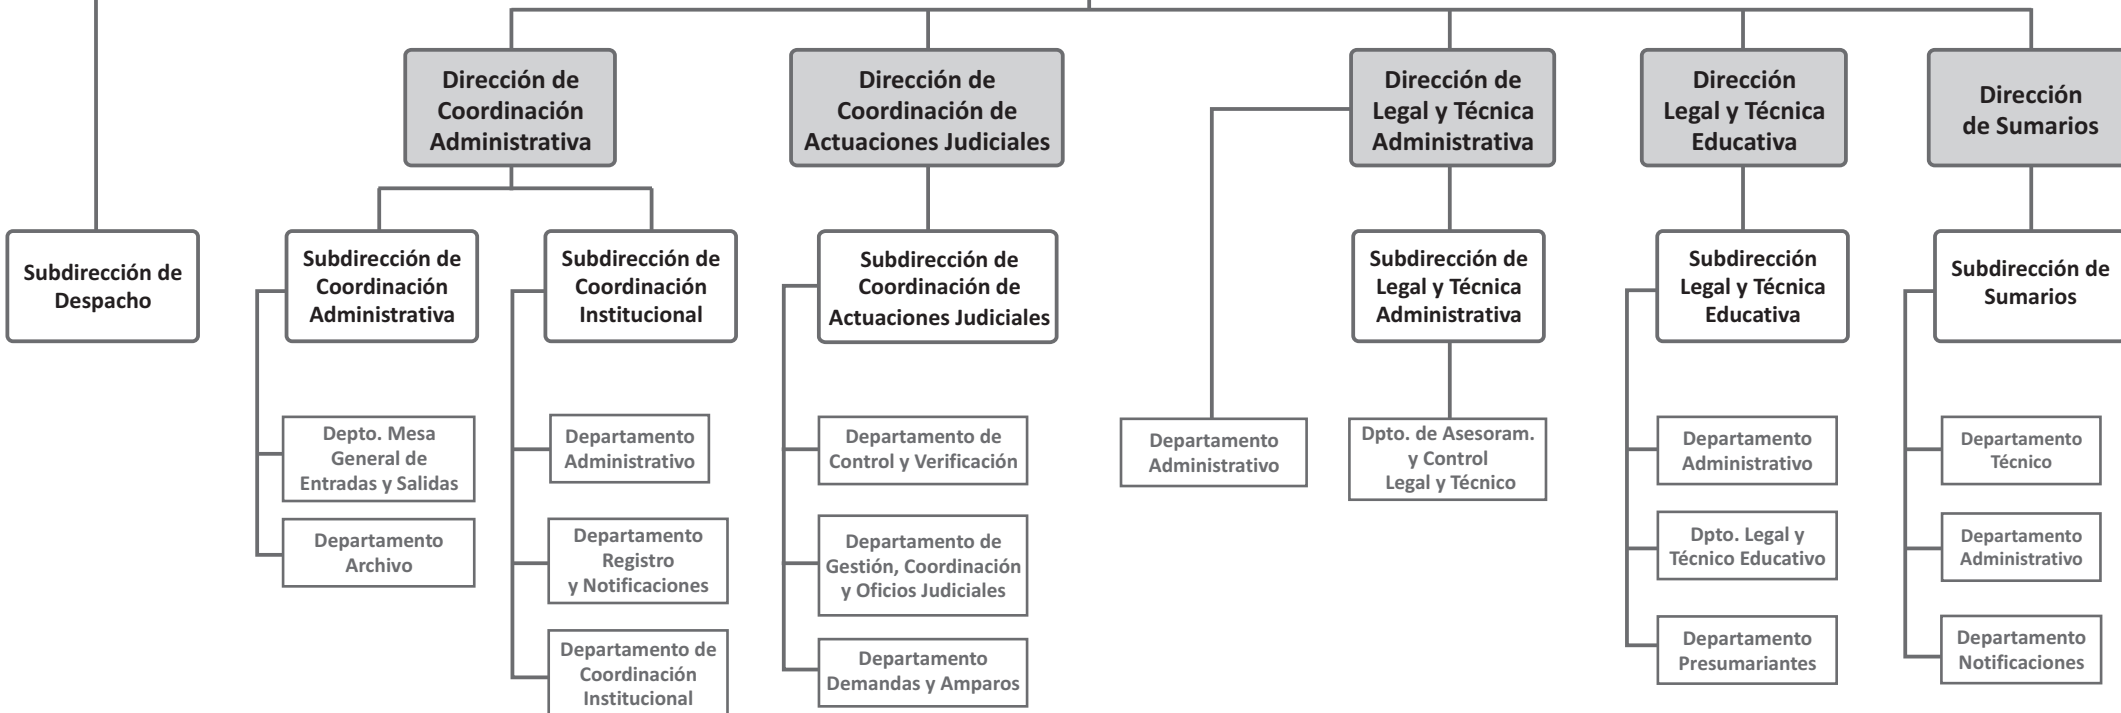 Dirección de
Coordinación
Administrativa
Dirección de
Coordinación de
Actuaciones Judiciales
Dirección de
Legal y Técnica
Administrativa
Dirección
Legal y Técnica
Educativa
Dirección
de Sumarios
Subdirección de
Despacho
Subdirección de
Coordinación
Administrativa
Subdirección de
Coordinación
Institucional
Subdirección de
Coordinación de
Actuaciones Judiciales
Subdirección de
Legal y Técnica
Administrativa
Subdirección
Legal y Técnica
Educativa
Subdirección de
Sumarios
Depto. Mesa
General de
Entradas y Salidas
Departamento
Archivo
Departamento
Administrativo
Departamento
Registro
y Notificaciones
Departamento de
Coordinación
Institucional
Departamento de
Control y Verificación
Departamento de
Gestión, Coordinación
y Oficios Judiciales
Departamento
Demandas y Amparos
Departamento
Administrativo
Dpto. de Asesoram.
y Control
Legal y Técnico
Departamento
Administrativo
Dpto. Legal y
Técnico Educativo
Departamento
Presumariantes
Departamento
Técnico
Departamento
Administrativo
Departamento
Notificaciones